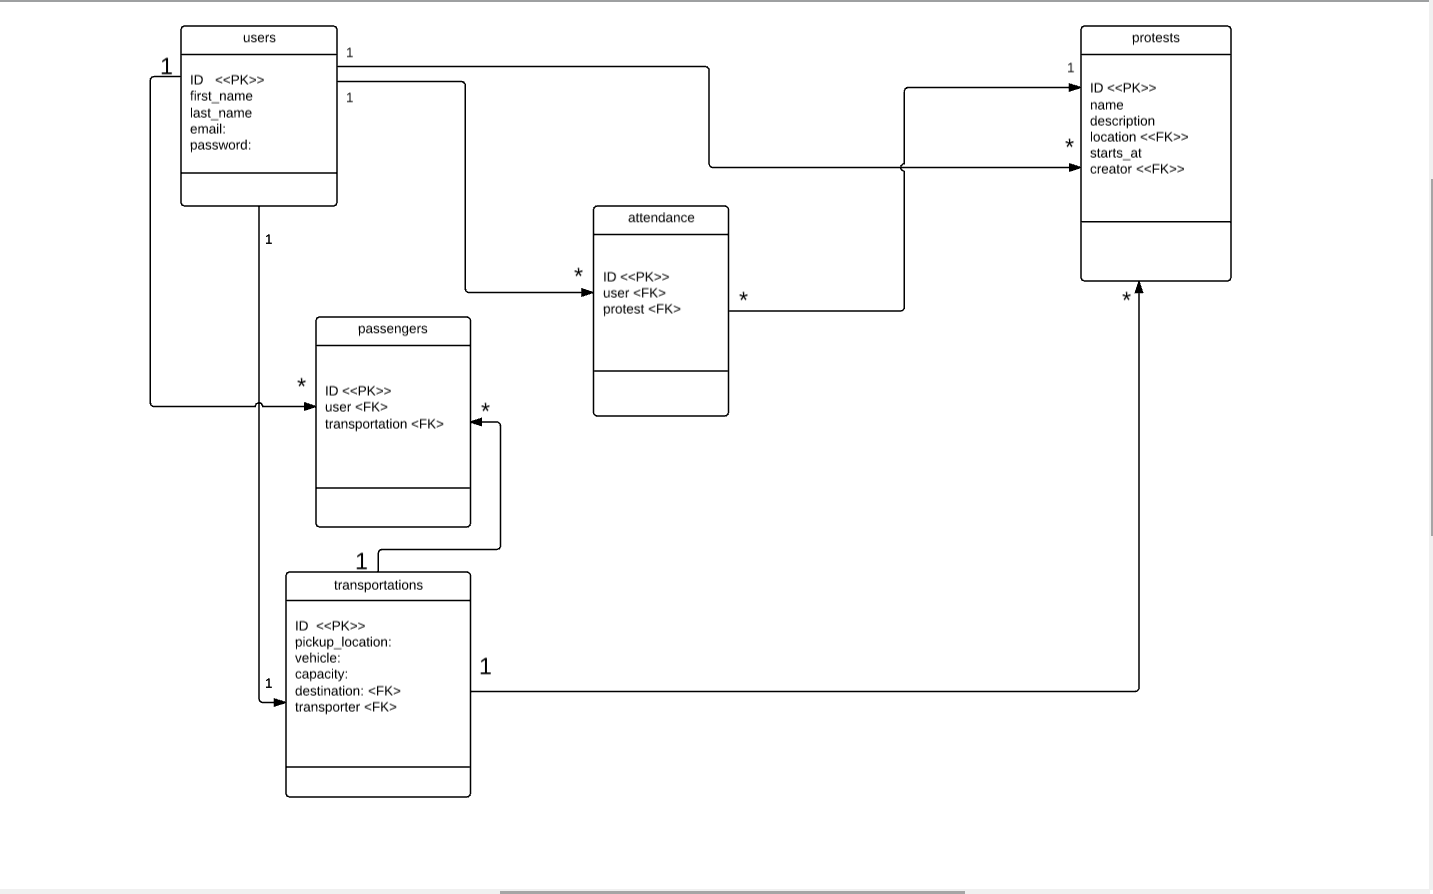 users
1
ID <<PK>>
first_name
last_name
email:
password:
1
1
1
protests
1
ID <<PK>>
name
description
location <<FK>>
*
starts_at
creator <<FK>>
attendance
*
ID <<PK>>
user <FK>
protest <FK>
*
*
passengers
*
ID <<PK>>
user <FK>
transportation <FK>
*
1
transportations
ID <<PK>>
pickup_location:
vehicle:
capacity:
destination: <FK>
transporter <FK>
1
1